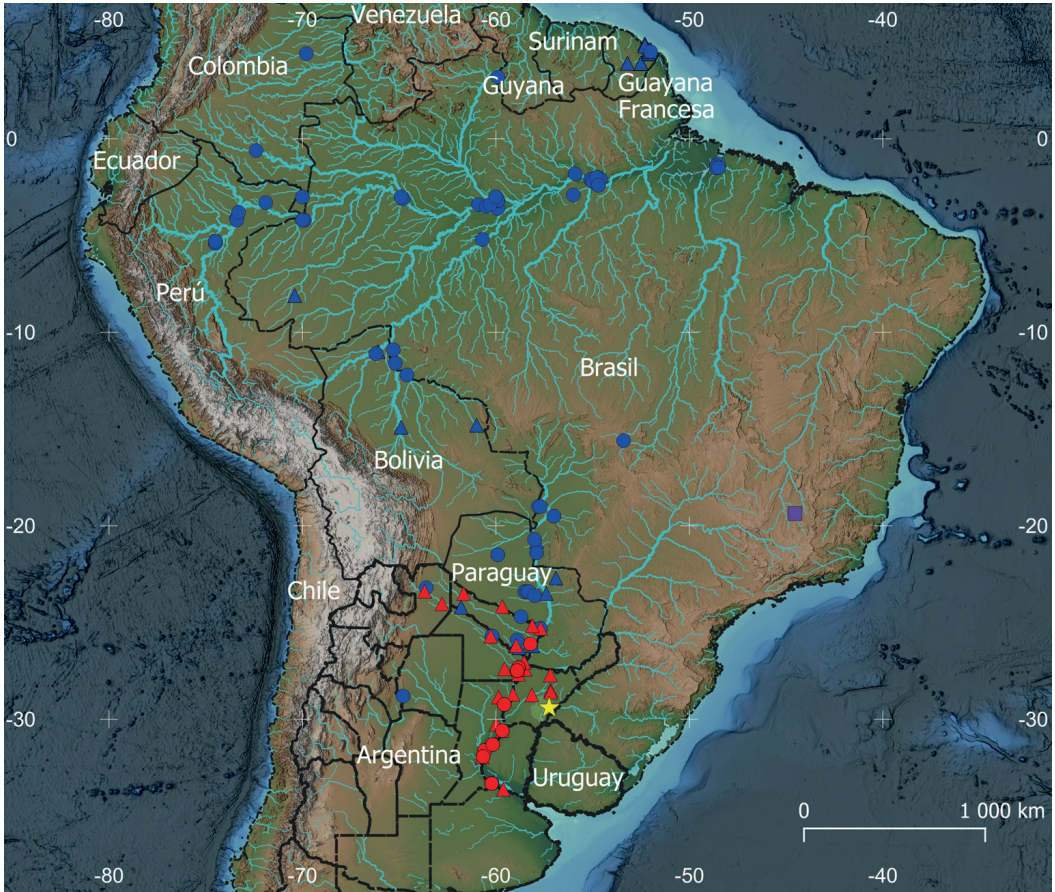 -70 -60 -50 -40
Venezuela
Surinam
Colombia
Guyana
Guayana
Francesa
0 -80 0
Ecuador
Perú
-10 -10
Brasil
Bolivia
-20 -20
Paraguay
Chile
-30 -30
Argentina
Uruguay
0 1 000 km
-80 -70 -60 -50 -40